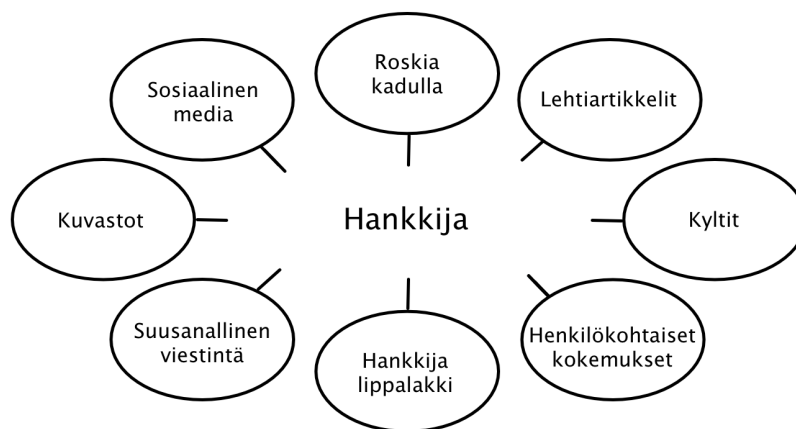 Roskia
kadulla
Sosiaalinen
media
Lehtiartikkelit
Kuvastot
Hankkija
Kyltit
Suusanallinen
viestintä
Hankkija
lippalakki
Henkilökohtaiset
kokemukset